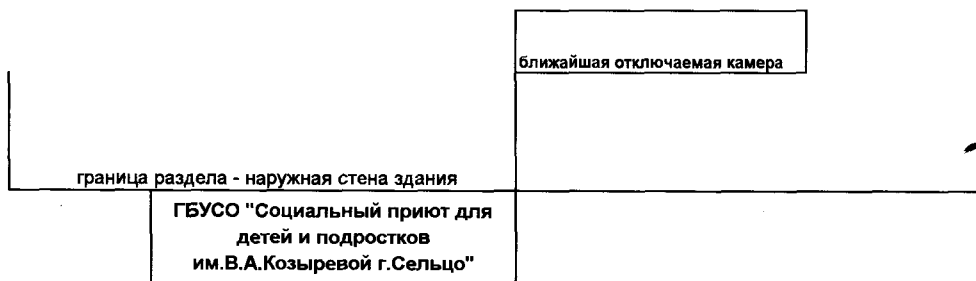 ближайшая отключаемая камера
граница раздела - наружная стена здания
ГБУСО "Социальный приют для
детей и подростков
им.В.А.Козыревой г.Сельцо"